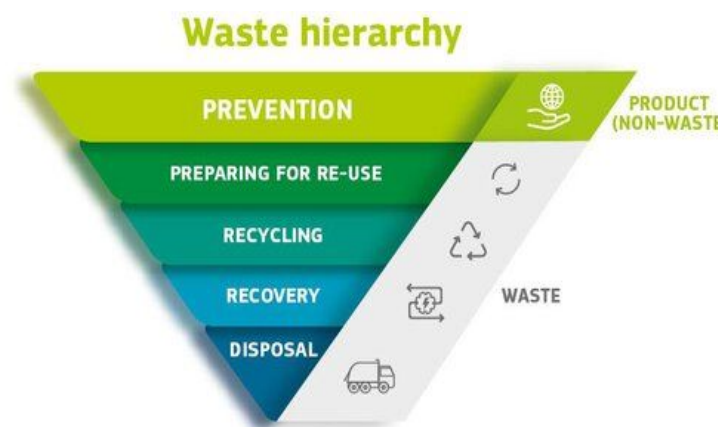 Waste hierarchy
PREVENTION
PRODUCT
(NON-WASTE
PREPARING FOR RE-USE
RECYCLING
RECOVERY
WASTE
DISPOSAL